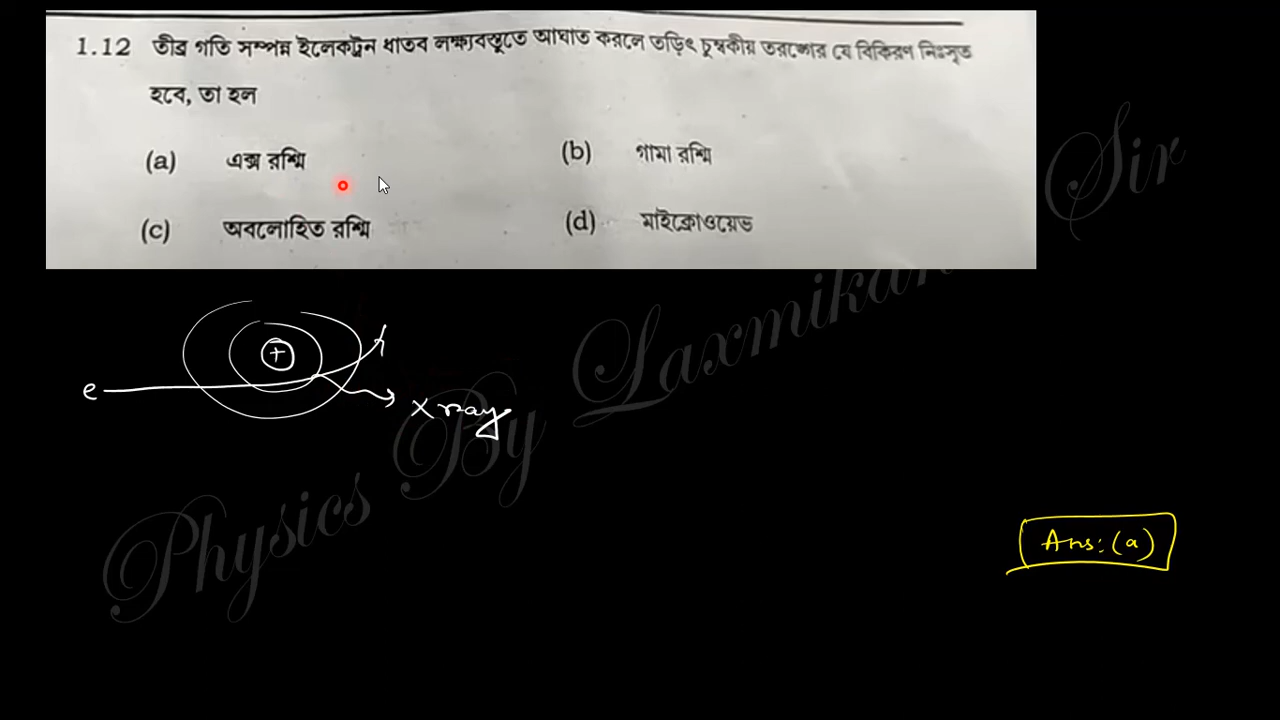 1.12 তীব্র গতি সম্পন্ন ইলেকট্রন ধাতব লক্ষ্যবস্তুতে আঘাত করলে তড়িৎ চুম্বকীয় তরঙ্গের যে বিকিরণ নিঃসৃত
হবে, তা হল
(a) এক্স রশ্মি (b) গামা রশ্মি
(c) অবলোহিত রশ্মি (d) মাইক্রোওয়েভ
+
e
X ray
Ans: (a)
Physics By Laxmikant Sir